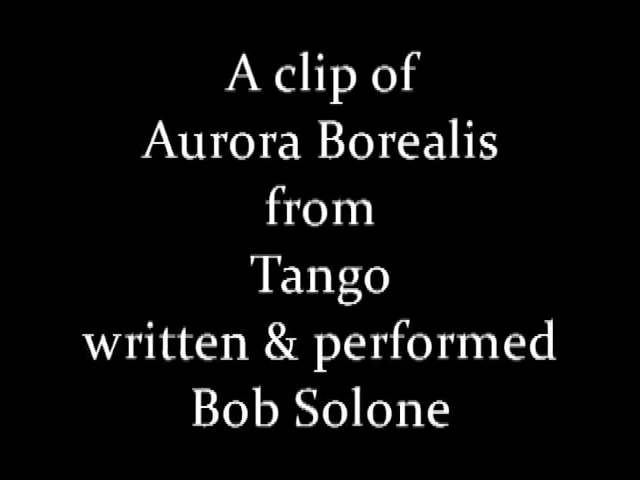 A clip of
Aurora Borealis
from
Tango
written & performed
Bob Solone